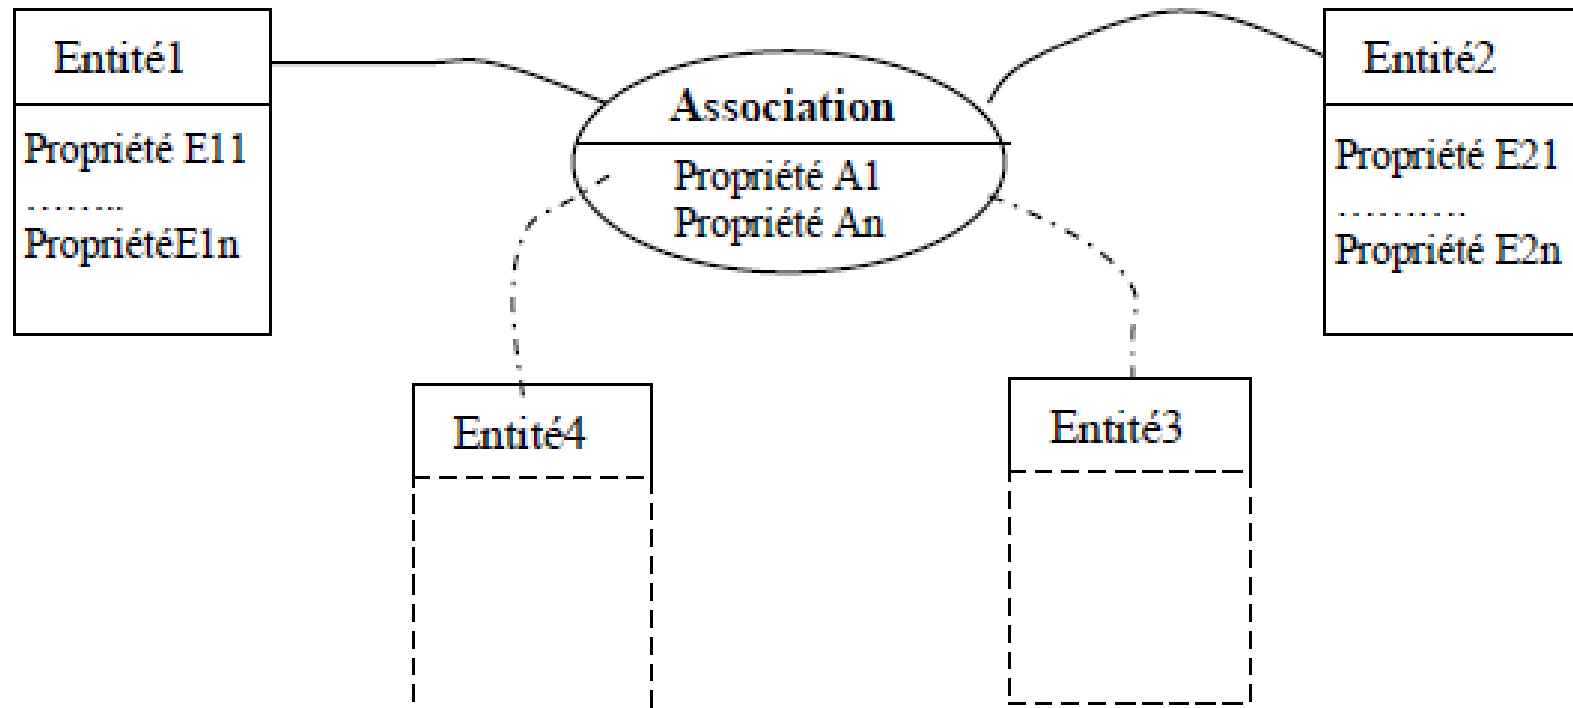 Entité1
Propriété E11
........
PropriétéE1n
Association
Propriété A1
Propriété An
Entité2
Propriété E21
..........
Propriété E2n
Entité4
Entité3